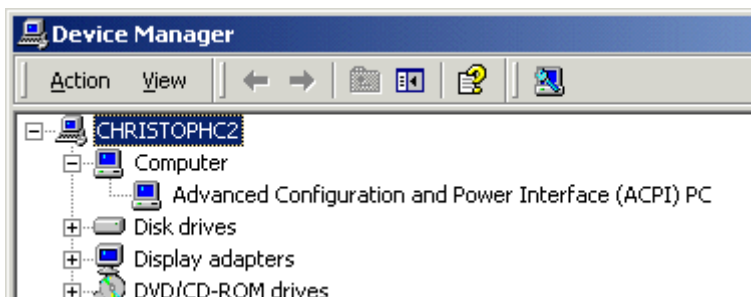 Device Manager
Action View
CHRISTOPHC2
Computer
Advanced Configuration and Power Interface (ACPI) PC
Disk drives
Display adapters
DVD/CD-ROM drives